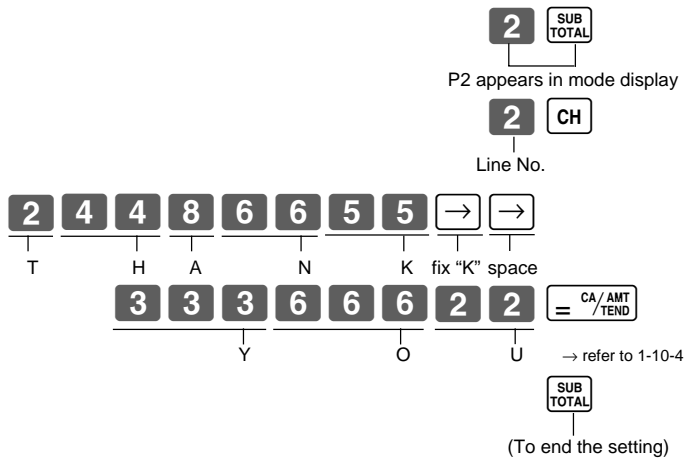 2 SUB TOTAL
P2 appears in mode display
2 CH
Line No.
2 4 4 8 6 6 5 5 → →
T H A N K fix “K” space
3 3 3 6 6 6 2 2 = CA/AMT TEND
Y O U → refer to 1-10-4
SUB TOTAL
(To end the setting)